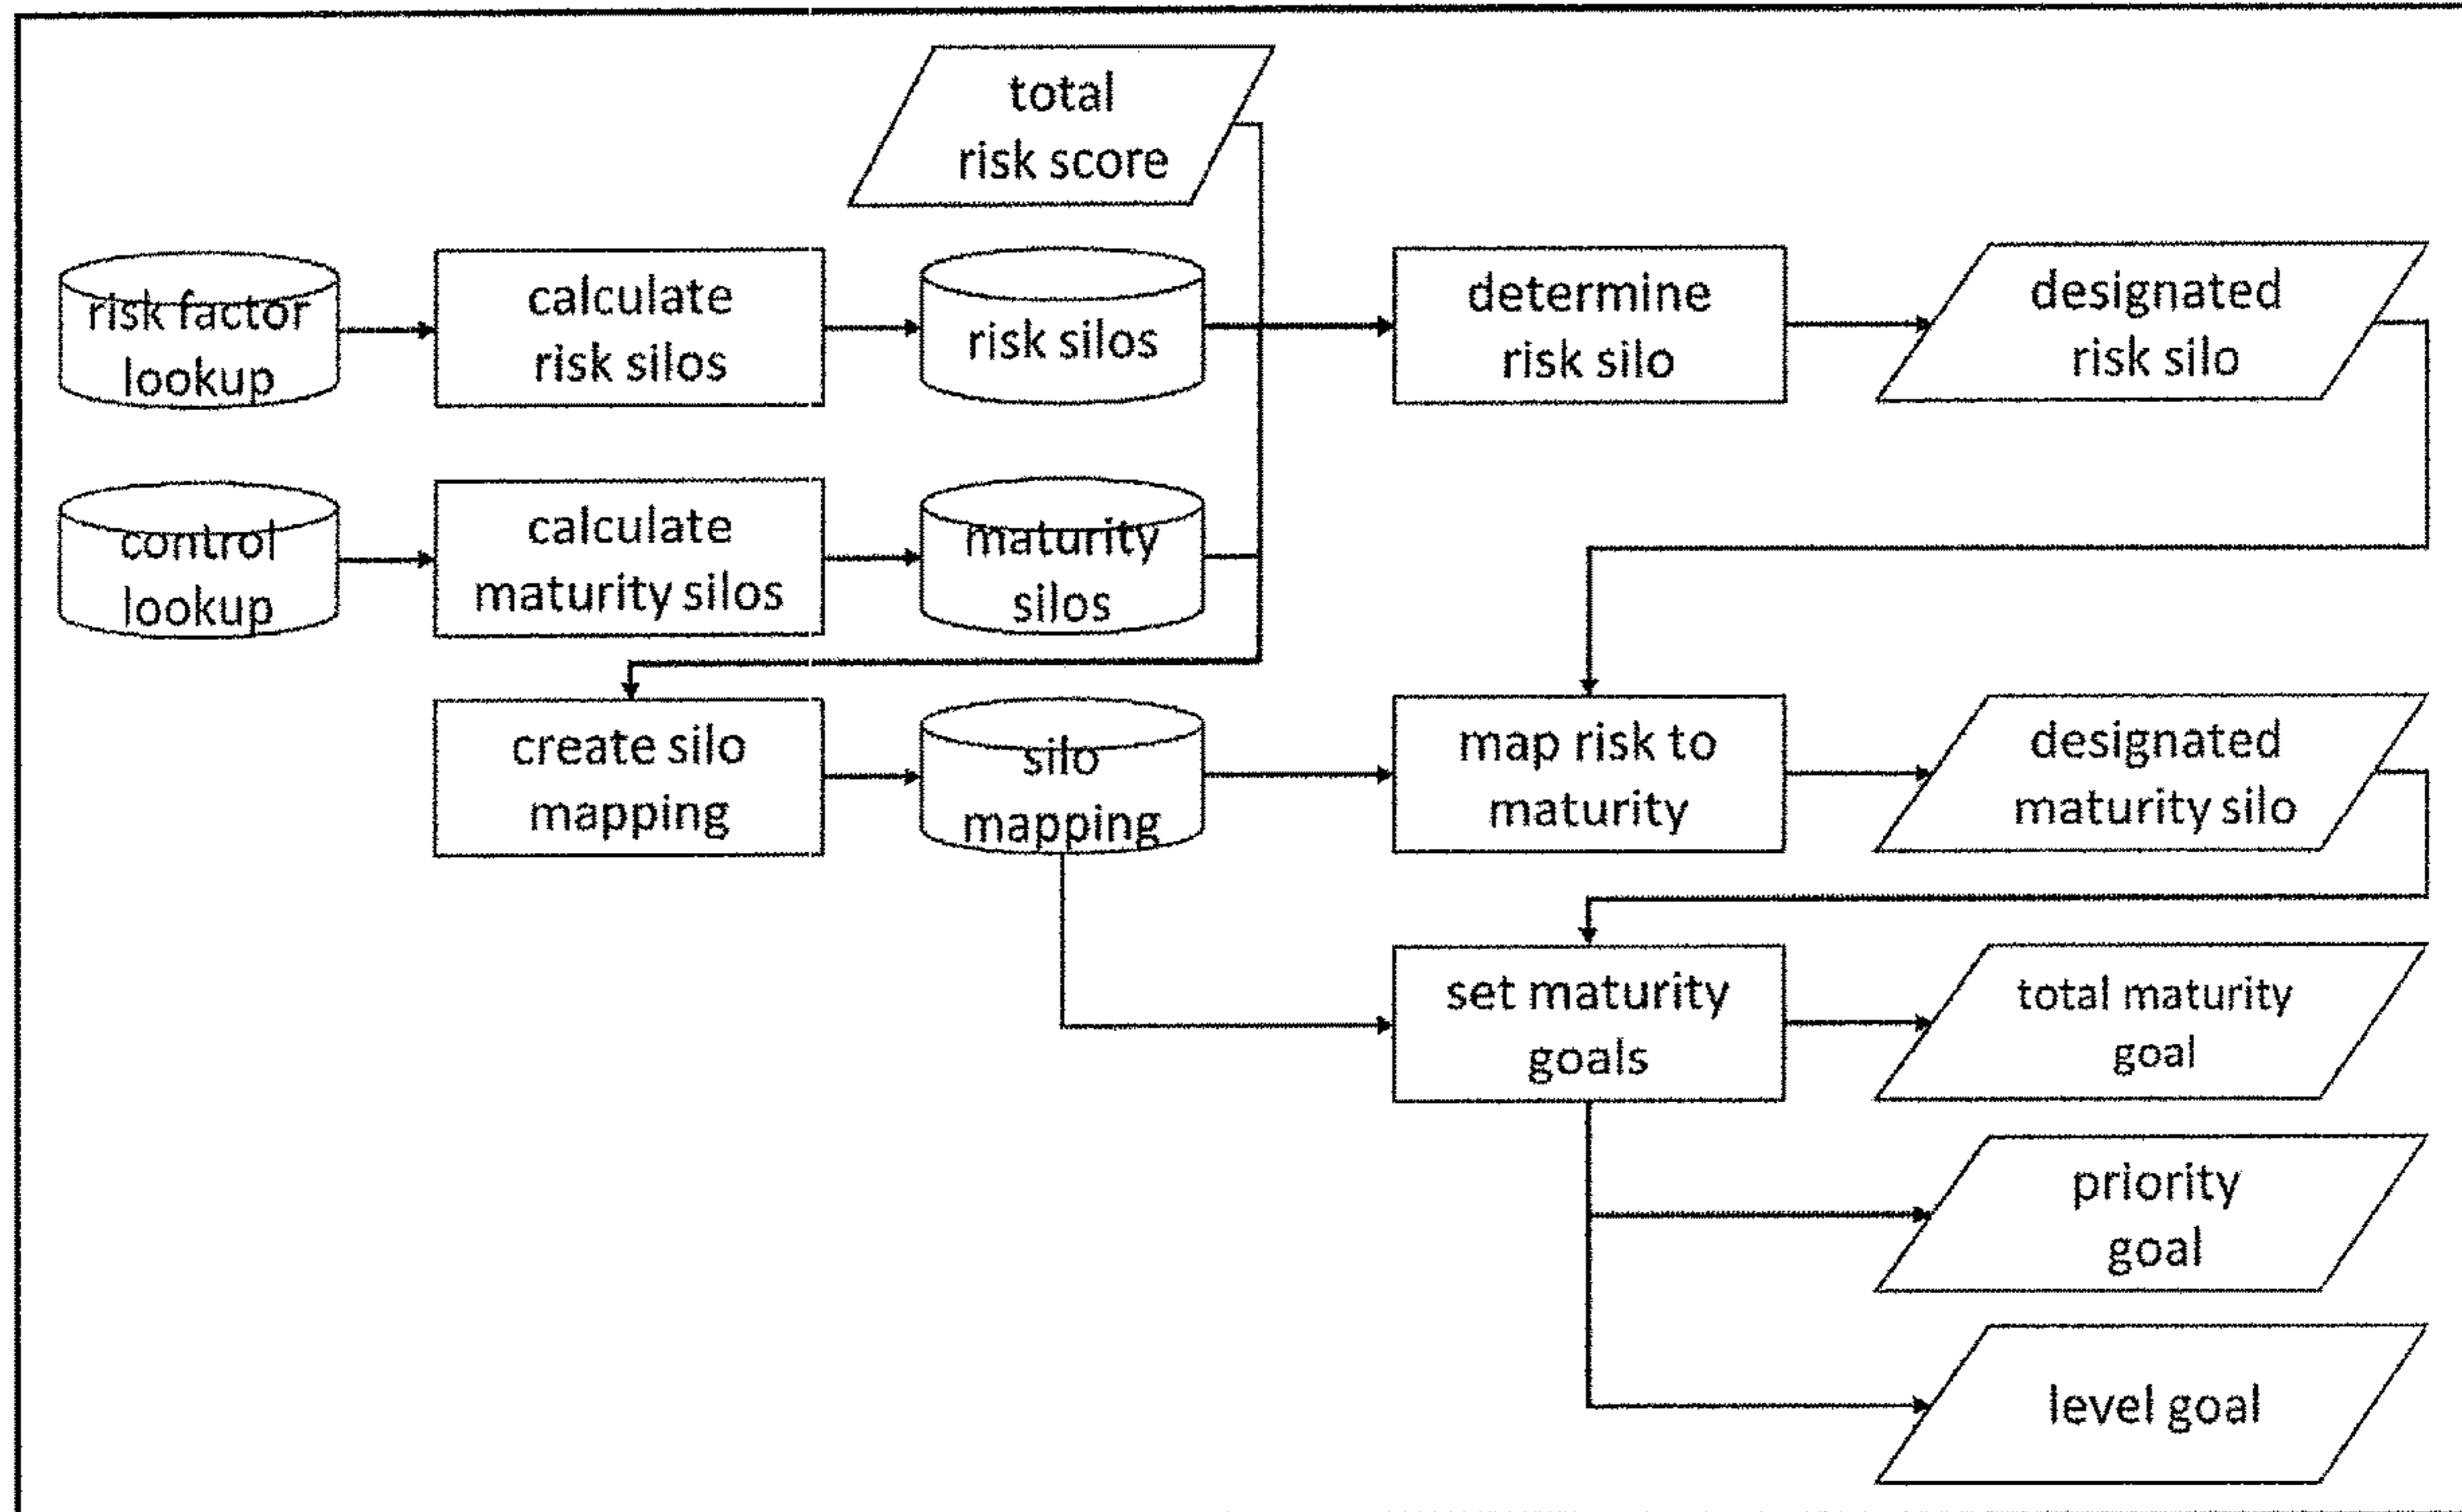 total
risk score
risk factor
lookup
calculate
risk silos
risk silos
determine
risk silo
designated
risk silo
control
lookup
calculate
maturity silos
maturity
silos
create silo
mapping
silo
mapping
map risk to
maturity
designated
maturity silo
set maturity
goals
total maturity
goal
priority
goal
level goal